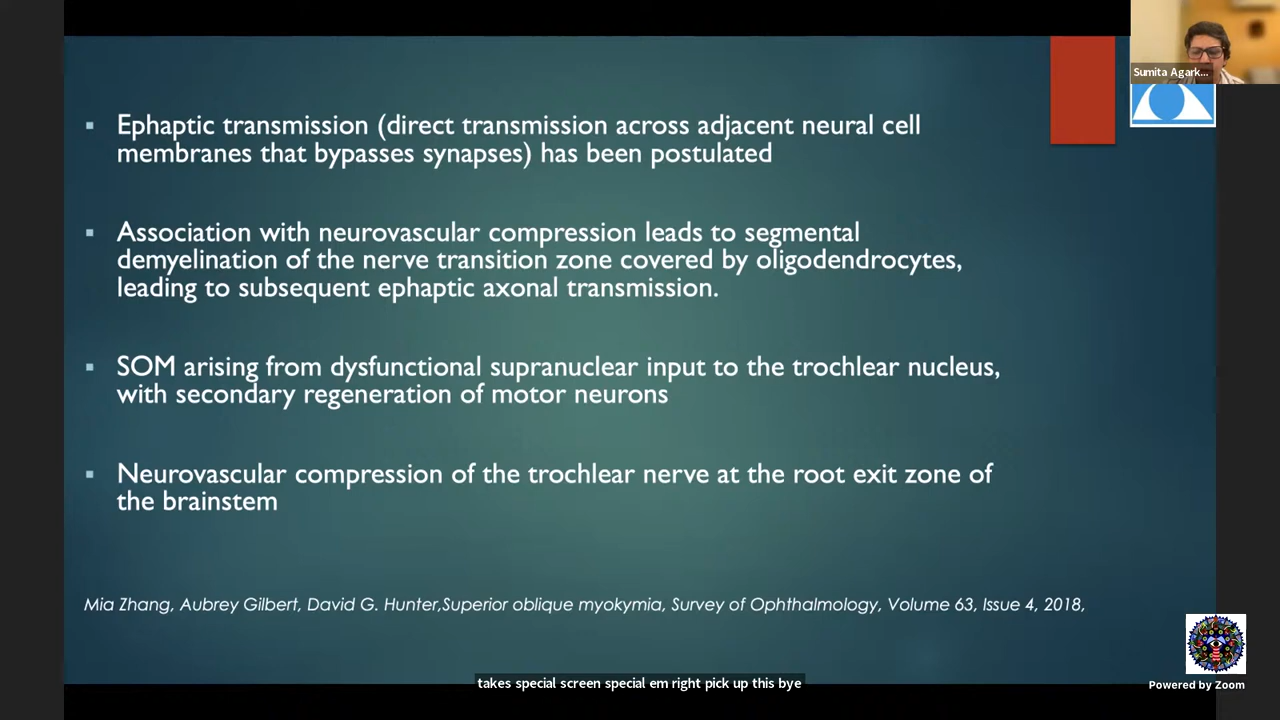 Sumita Agark...
▪ Ephaptic transmission (direct transmission across adjacent neural cell
membranes that bypasses synapses) has been postulated
▪ Association with neurovascular compression leads to segmental
demyelination of the nerve transition zone covered by oligodendrocytes,
leading to subsequent ephaptic axonal transmission.
▪ SOM arising from dysfunctional supranuclear input to the trochlear nucleus,
with secondary regeneration of motor neurons
▪ Neurovascular compression of the trochlear nerve at the root exit zone of
the brainstem
Mia Zhang, Aubrey Gilbert, David G. Hunter,Superior oblique myokymia, Survey of Ophthalmology, Volume 63, Issue 4, 2018,
takes special screen special em right pick up this bye
Powered by Zoom